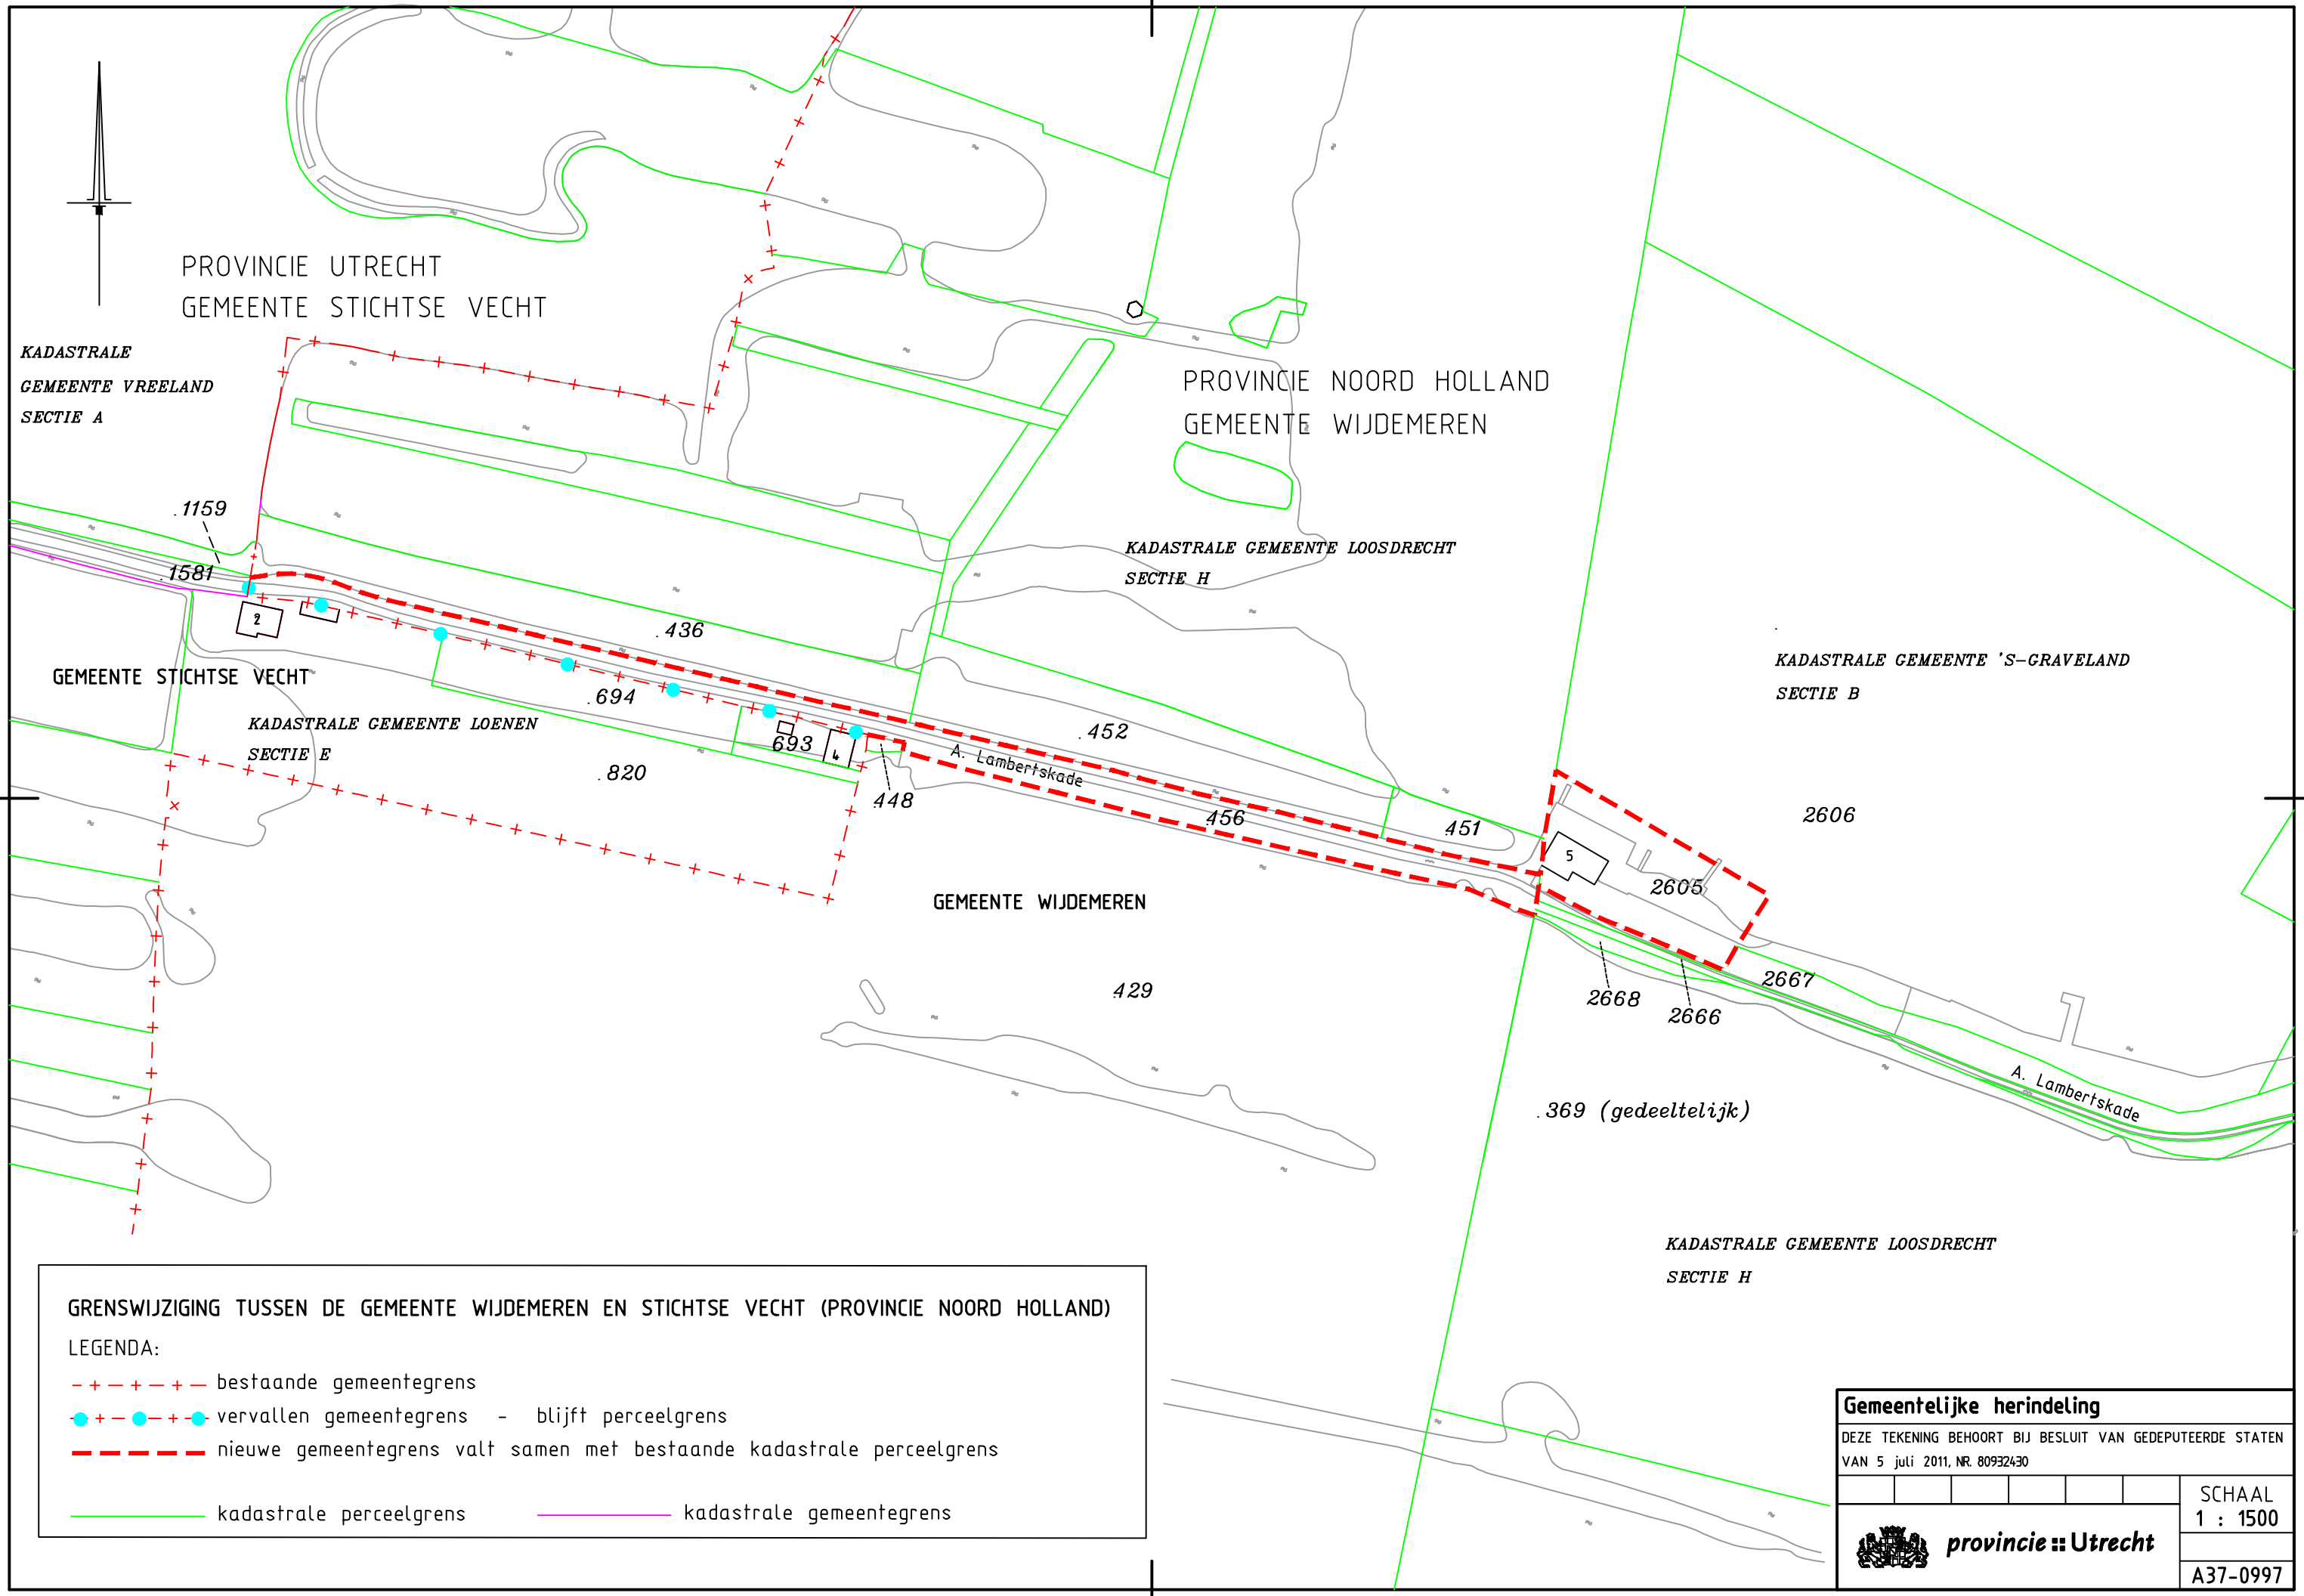 PROVINCIE UTRECHT
GEMEENTE STICHTSE VECHT
KADASTRALE
GEMEENTE VREELAND
SECTIE A
PROVINCIE NOORD HOLLAND
GEMEENTE WIJDEMEREN
.1159
.1581
KADASTRALE GEMEENTE LOOSDRECHT
SECTIE H
2
.436
GEMEENTE STICHTSE VECHT
KADASTRALE GEMEENTE LOENEN
SECTIE E
.694
693
4
.820
.448
A. Lambertskade
.452
.456
.451
KADASTRALE GEMEENTE 'S-GRAVELAND
SECTIE B
2606
5
2605
GEMEENTE WIJDEMEREN
.429
2668
2666
2667
A. Lambertskade
.369 (gedeeltelijk)
KADASTRALE GEMEENTE LOOSDRECHT
SECTIE H
GRENSWIJZIGING TUSSEN DE GEMEENTE WIJDEMEREN EN STICHTSE VECHT (PROVINCIE NOORD HOLLAND)
LEGENDA:
bestaande gemeentegrens
vervallen gemeentegrens - blijft perceelgrens
nieuwe gemeentegrens valt samen met bestaande kadastrale perceelgrens
kadastrale perceelgrens kadastrale gemeentegrens
Gemeentelijke herindeling
DEZE TEKENING BEHOORT BIJ BESLUIT VAN GEDEPUTEERDE STATEN
VAN 5 juli 2011, NR. 80932430
SCHAAL
1 : 1500
provincie :: Utrecht
A37-0997